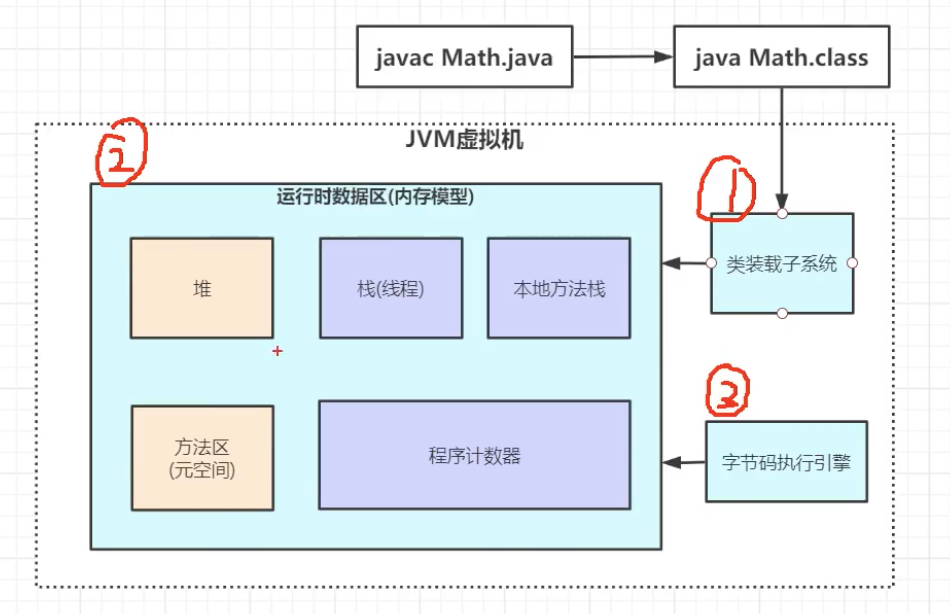 javac Math.java
java Math.class
JVM虚拟机
②
运行时数据区(内存模型)
①
堆
栈(线程)
本地方法栈
类装载子系统
③
方法区
(元空间)
程序计数器
字节码执行引擎